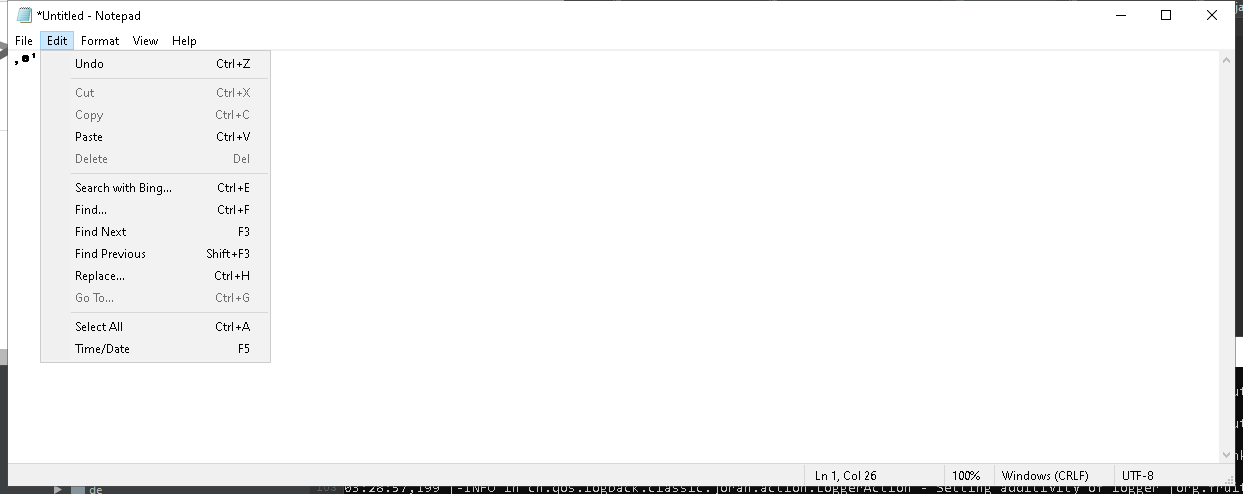 *Untitled - Notepad
File Edit Format View Help
Undo Ctrl+Z
Cut Ctrl+X
Copy Ctrl+C
Paste Ctrl+V
Delete Del
Search with Bing... Ctrl+E
Find... Ctrl+F
Find Next F3
Find Previous Shift+F3
Replace... Ctrl+H
Go To... Ctrl+G
Select All Ctrl+A
Time/Date F5
Ln 1, Col 26 100% Windows (CRLF) UTF-8
de 03:28:57,199 |-INFO in ch.qos.logback.classic.joran.action.LoggerAction - Setting additivity of logger